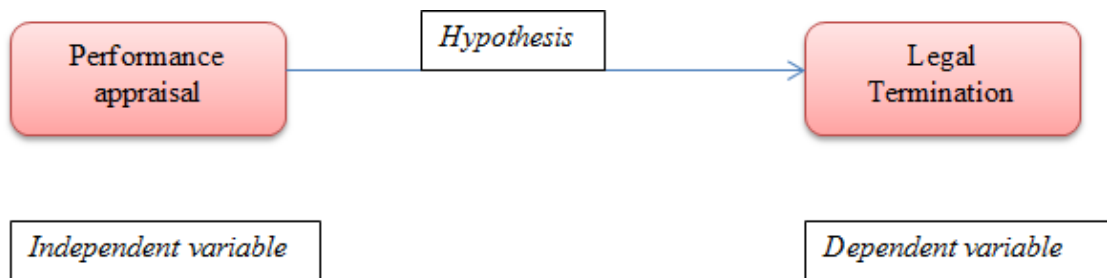 Performance
appraisal
Hypothesis
Legal
Termination
Independent variable
Dependent variable